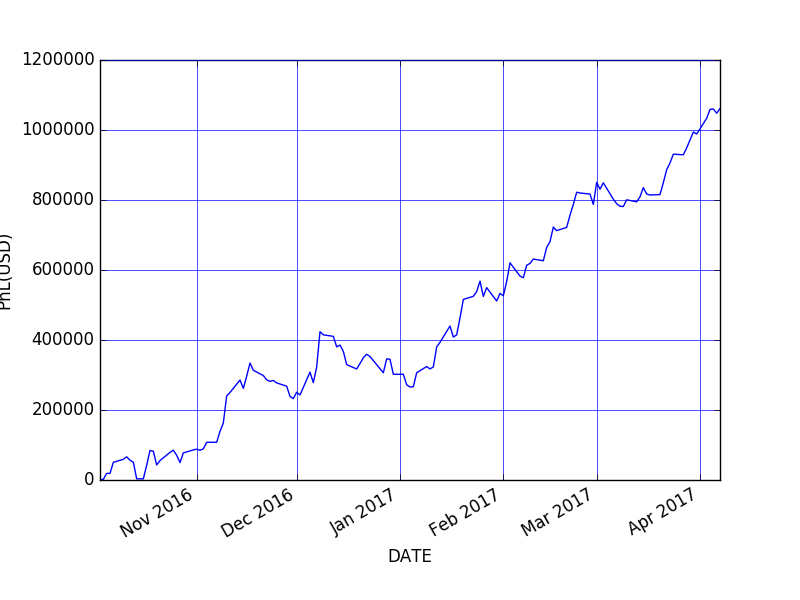 1200000
1000000
800000
600000
400000
200000
0
PnL(USD)
Nov 2016
Dec 2016
Jan 2017
Feb 2017
Mar 2017
Apr 2017
DATE